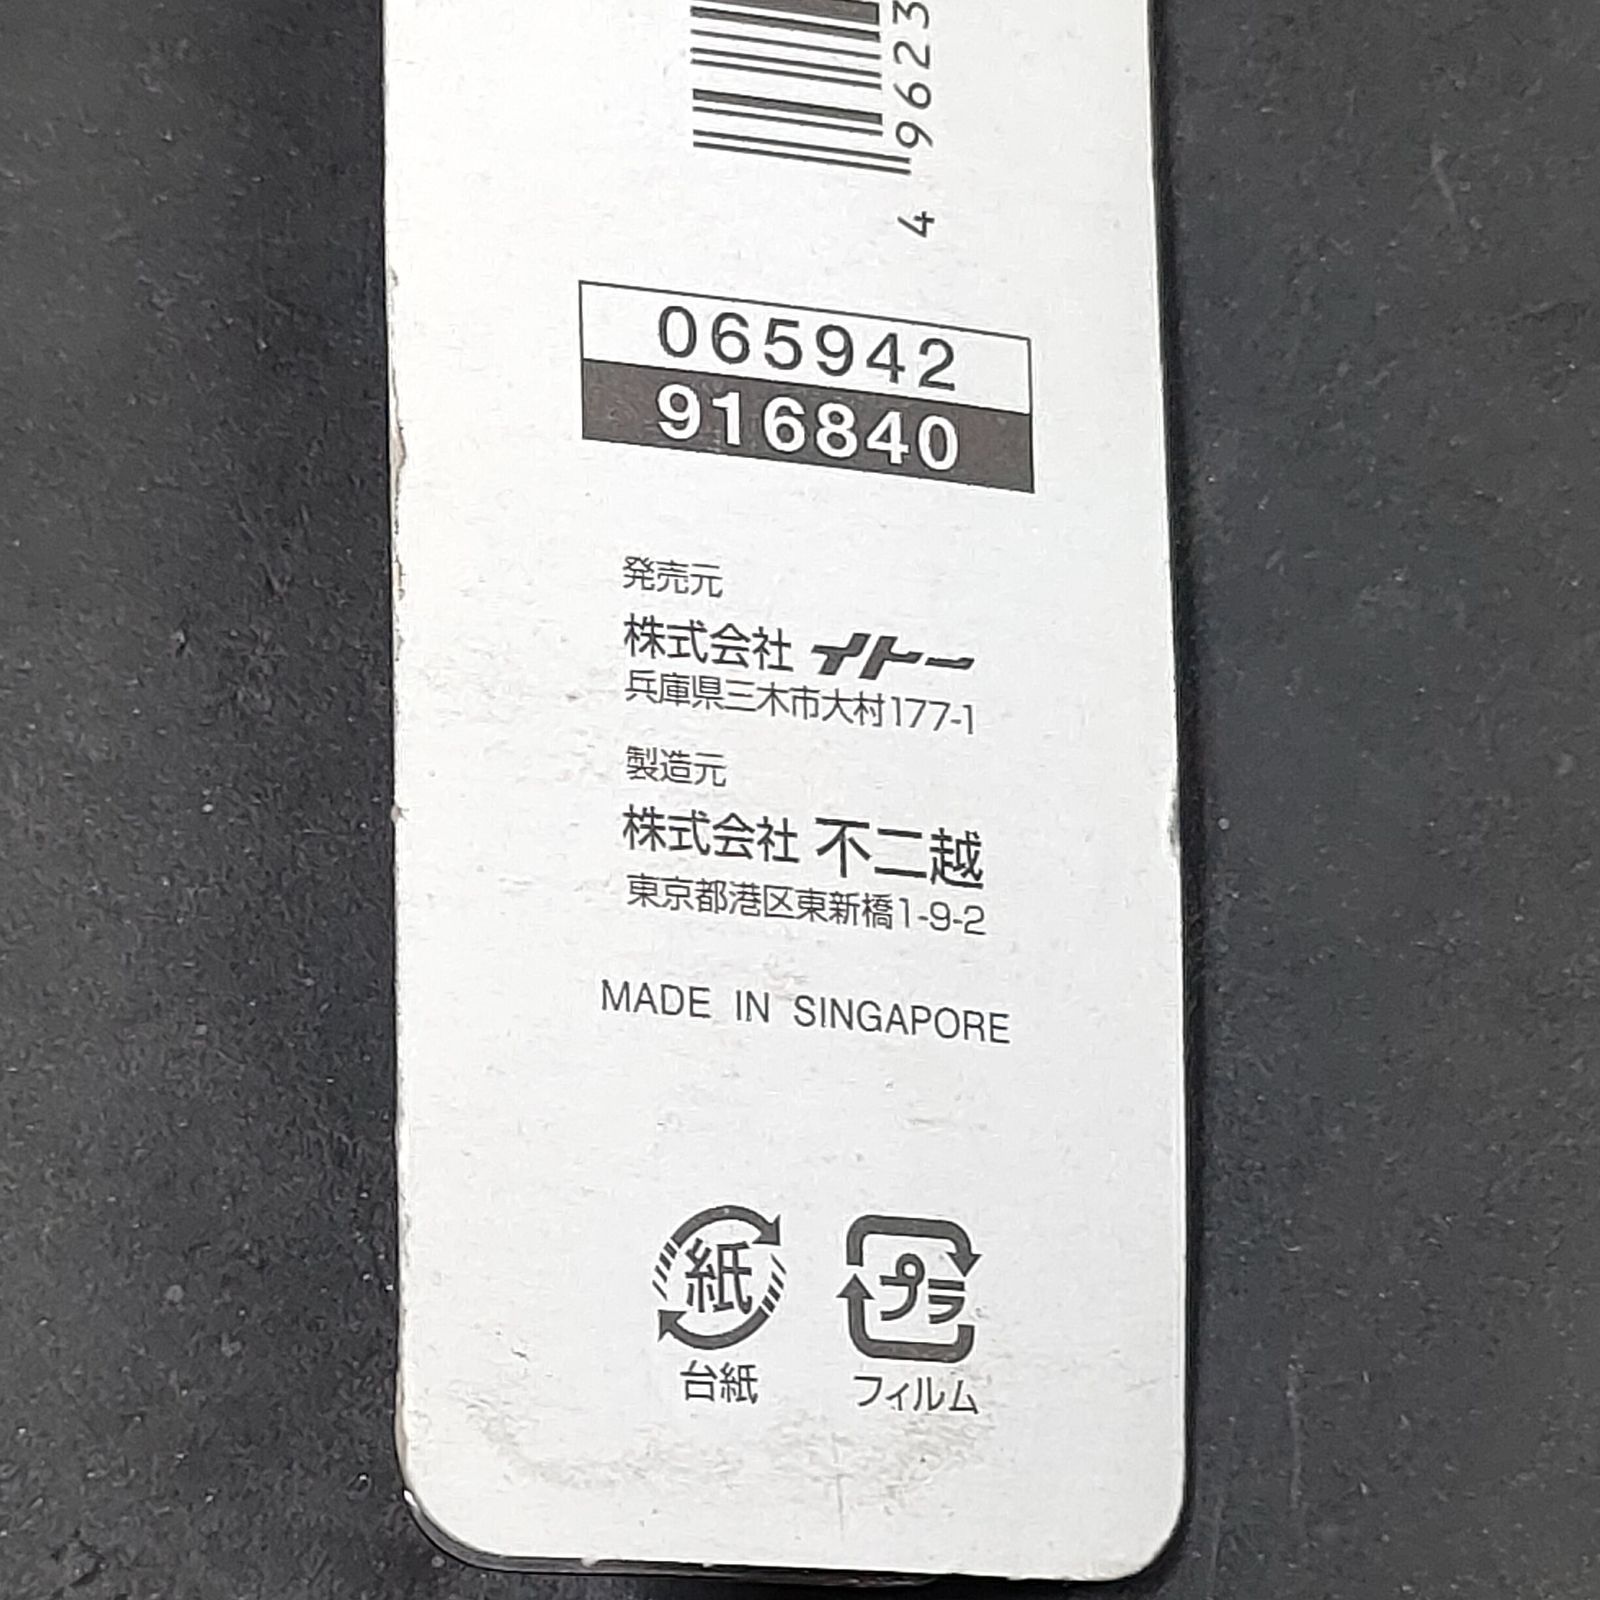 4 9623
065942
916840
発売元
株式会社 イトー
兵庫県三木市大村177-1
製造元
株式会社 不二越
東京都港区東新橋1-9-2
MADE IN SINGAPORE
紙 プラ
台紙 フィルム